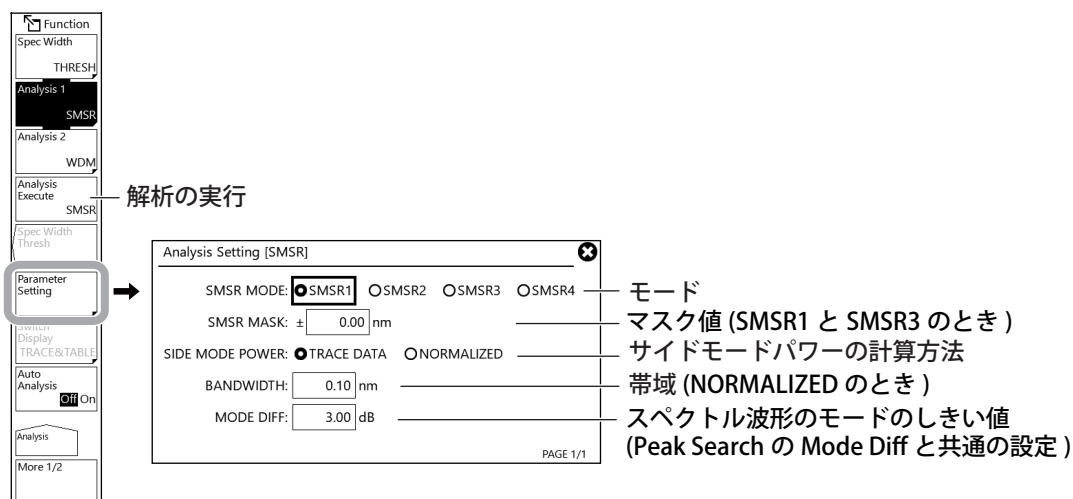 Function
Spec Width
THRESH
Analysis 1
SMSR
Analysis 2
WDM
Analysis
Execute
SMSR
解析の実行
Spec Width
Thresh
Parameter
Setting
Switch
Display
TRACE&TABLE
Auto
Analysis
Off On
Analysis
More 1/2
Analysis Setting [SMSR]
SMSR MODE: SMSR1 SMSR2 SMSR3 SMSR4
モード
SMSR MASK: ± 0.00 nm
マスク値 (SMSR1 と SMSR3 のとき )
SIDE MODE POWER: TRACE DATA NORMALIZED
サイドモードパワーの計算方法
BANDWIDTH: 0.10 nm
帯域 (NORMALIZED のとき )
MODE DIFF: 3.00 dB
スペクトル波形のモードのしきい値
(Peak Search の Mode Diff と共通の設定 )
PAGE 1/1